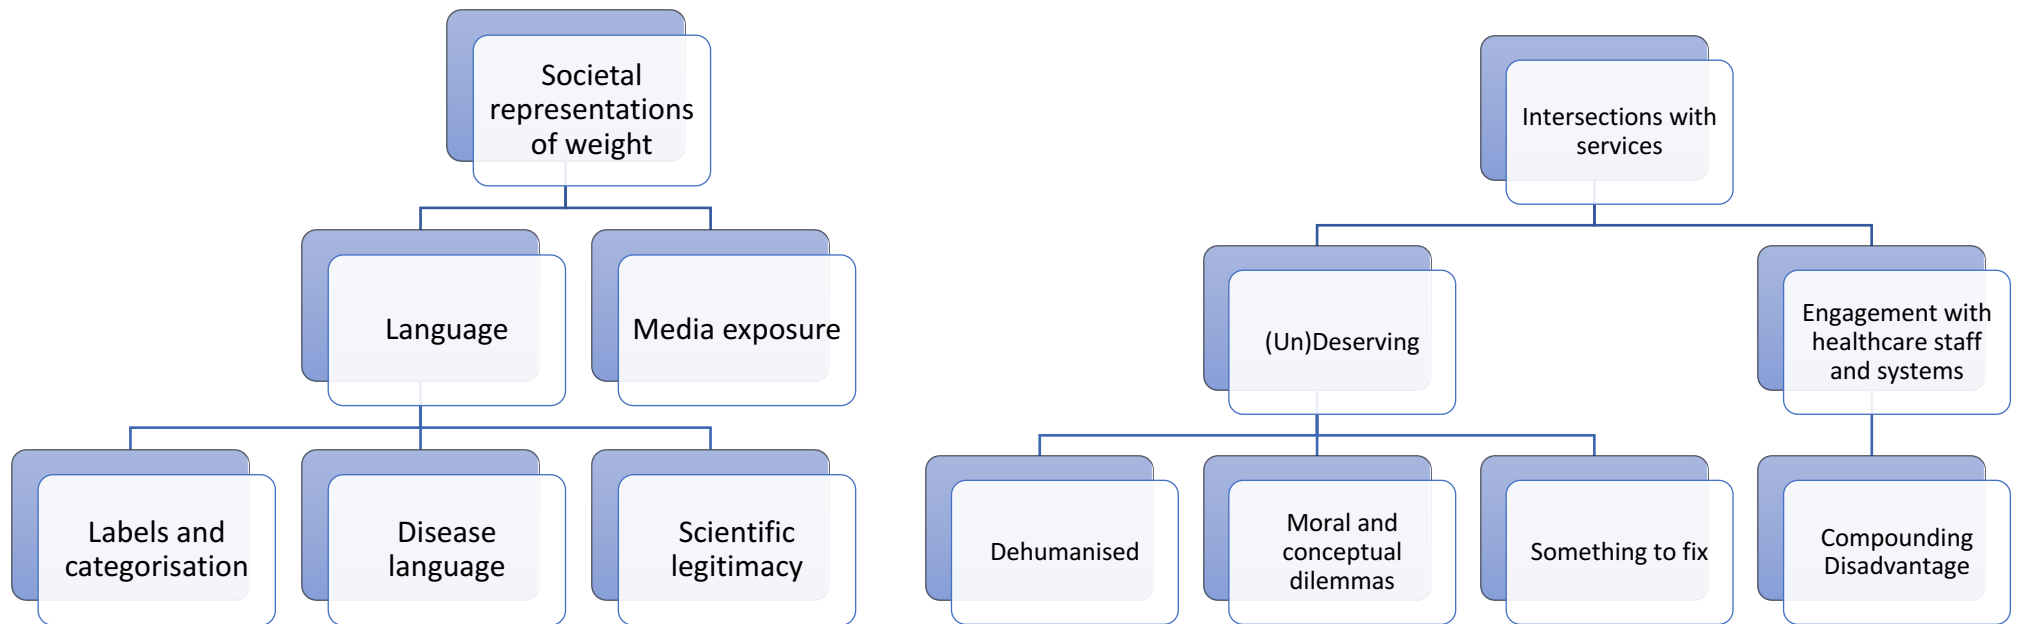 Societal
representations
of weight
Language
Media exposure
Labels and
categorisation
Disease
language
Scientific
legitimacy
Intersections with
services
(Un)Deserving
Engagement with
healthcare staff
and systems
Dehumanised
Moral and
conceptual
dilemmas
Something to fix
Compounding
Disadvantage